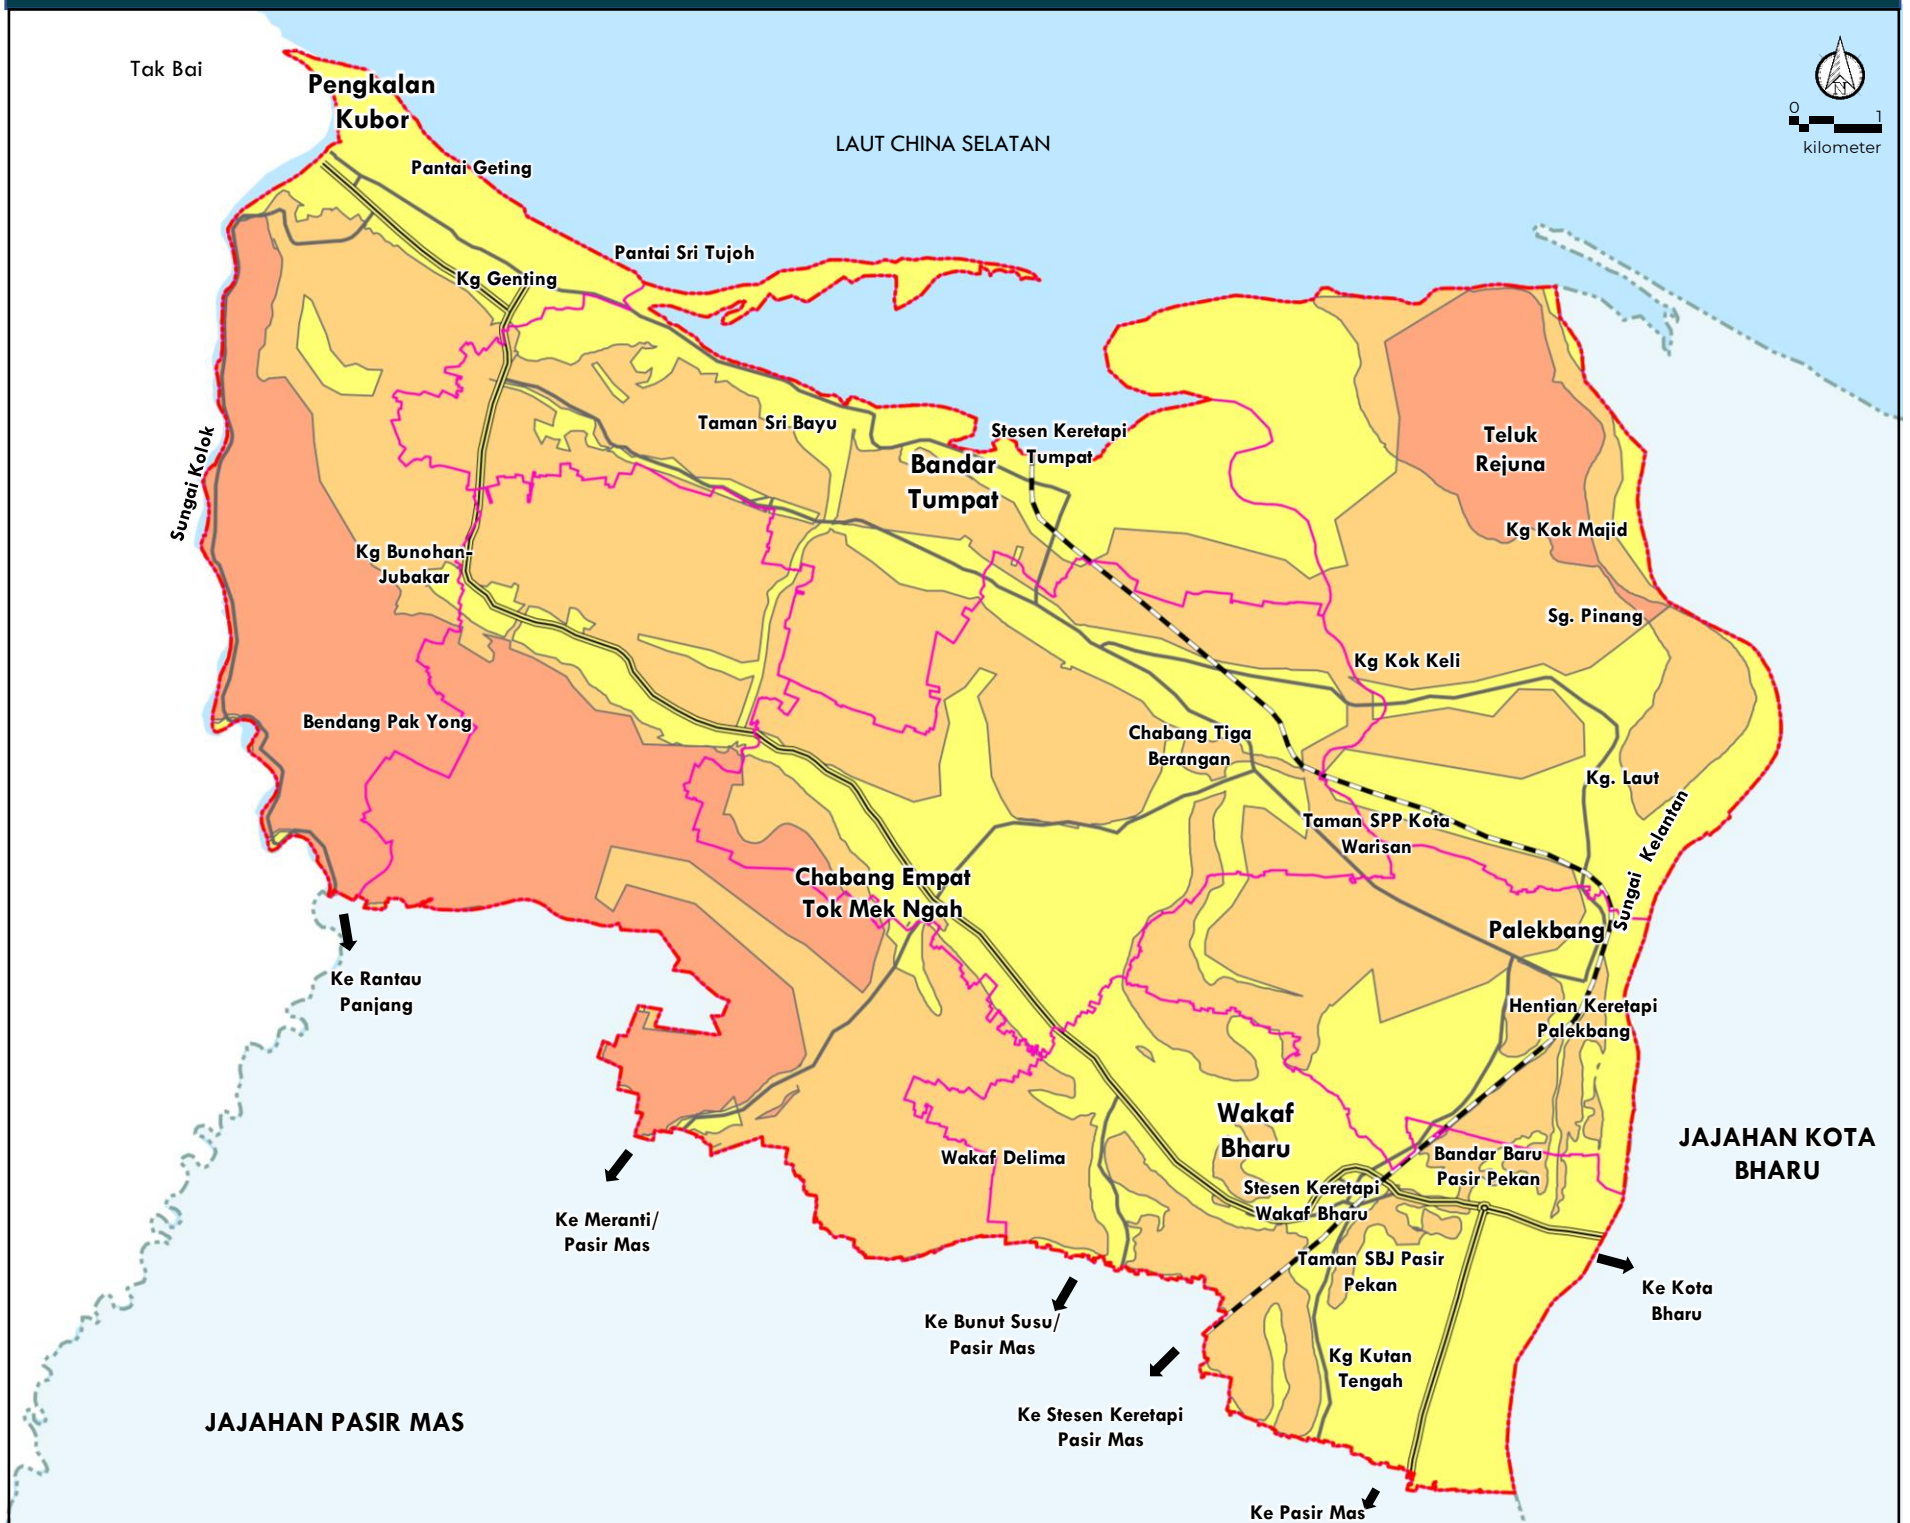 Tak Bai
Pengkalan
Kubor
Pantai Geting
LAUT CHINA SELATAN
N
0 1
kilometer
Pantai Sri Tujoh
Kg Genting
Taman Sri Bayu
Stesen Keretapi
Tumpat
Bandar
Tumpat
Teluk
Rejuna
Sungai Kolok
Kg Kok Majid
Kg Bunohan-
Jubakar
Sg. Pinang
Kg Kok Keli
Bendang Pak Yong
Chabang Tiga
Berangan
Kg. Laut
Taman SPP Kota
Warisan
Sungai Kelantan
Chabang Empat
Tok Mek Ngah
Palekbang
Ke Rantau
Panjang
Hentian Keretapi
Palekbang
Wakaf
Bharu
JAJAHAN KOTA
BHARU
Wakaf Delima
Bandar Baru
Pasir Pekan
Stesen Keretapi
Wakaf Bharu
Ke Meranti/
Pasir Mas
Taman SBJ Pasir
Pekan
Ke Kota
Bharu
Ke Bunut Susu/
Pasir Mas
Kg Kutan
Tengah
JAJAHAN PASIR MAS
Ke Stesen Keretapi
Pasir Mas
Ke Pasir Mas